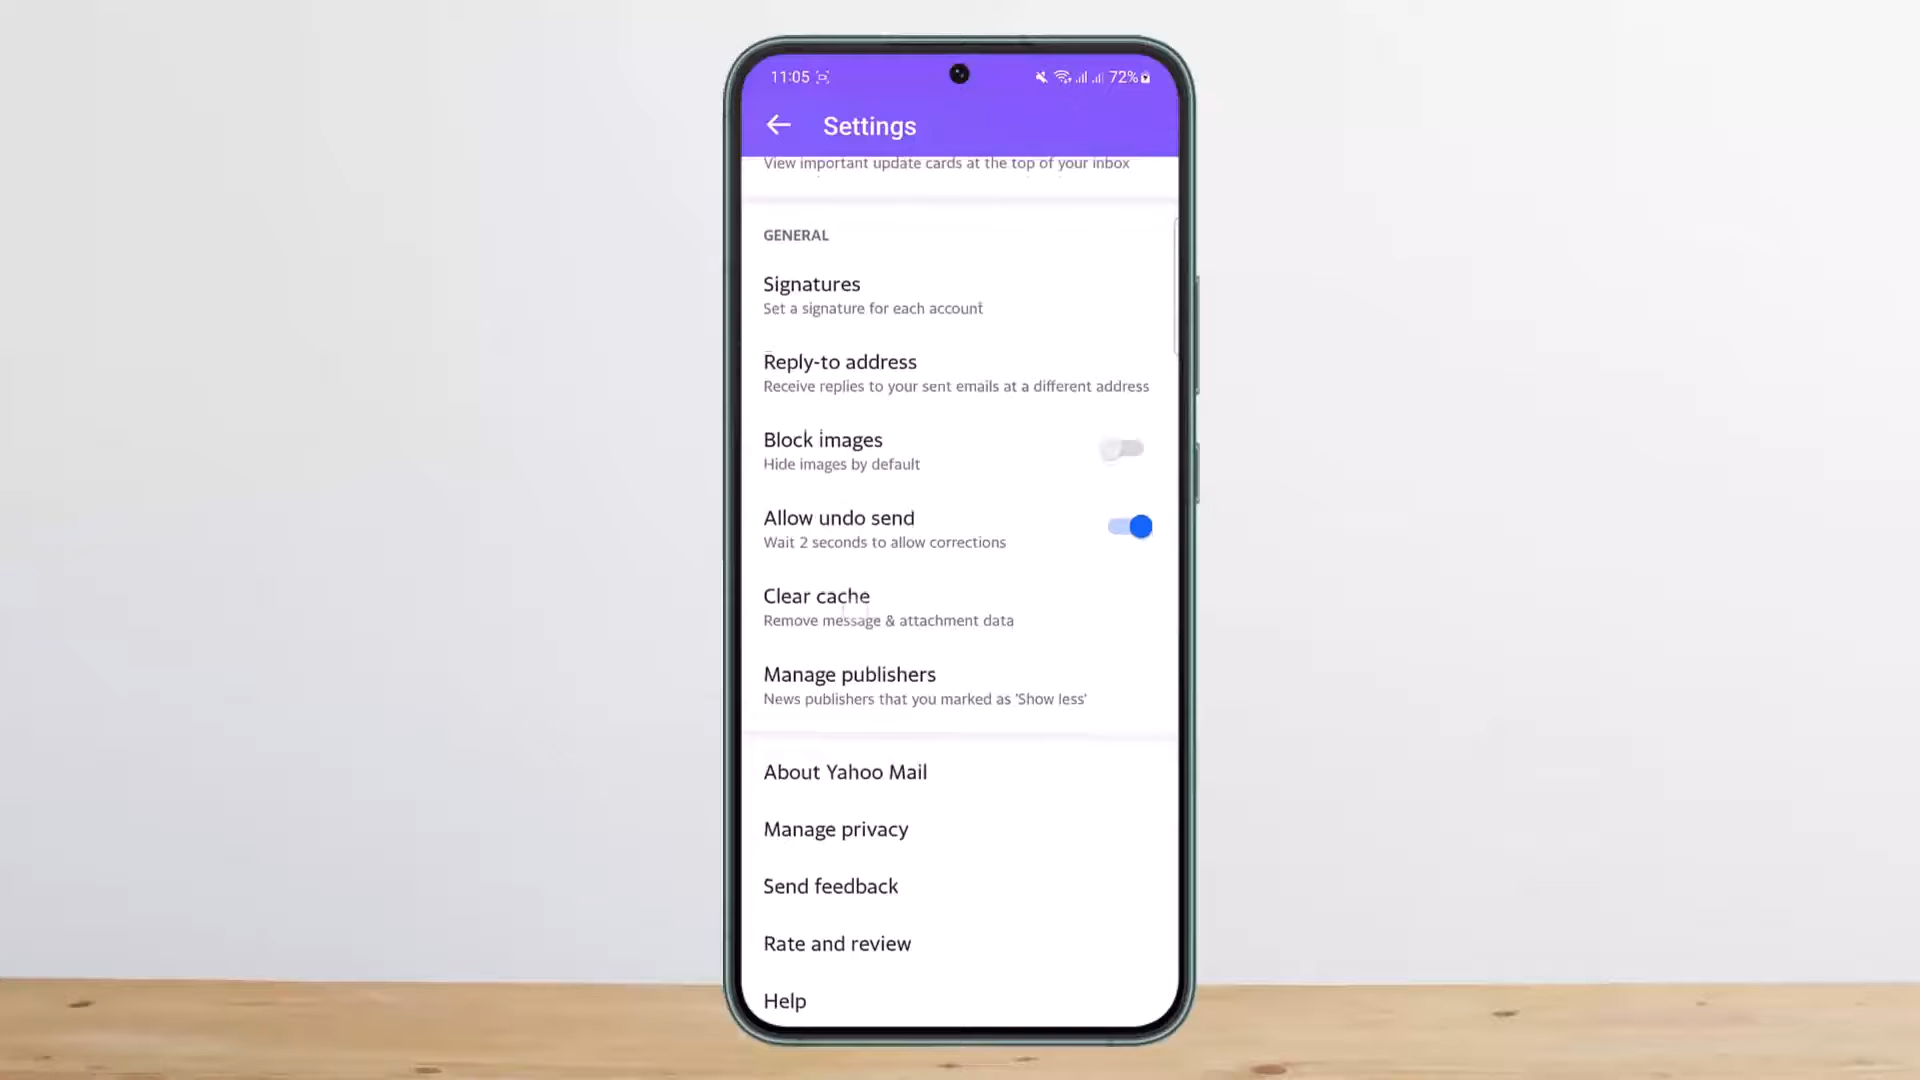 11:05 72%
Settings
View important update cards at the top of your inbox
GENERAL
Signatures
Set a signature for each account
Reply-to address
Receive replies to your sent emails at a different address
Block images
Hide images by default
Allow undo send
Wait 2 seconds to allow corrections
Clear cache
Remove message & attachment data
Manage publishers
News publishers that you marked as 'Show less'
About Yahoo Mail
Manage privacy
Send feedback
Rate and review
Help